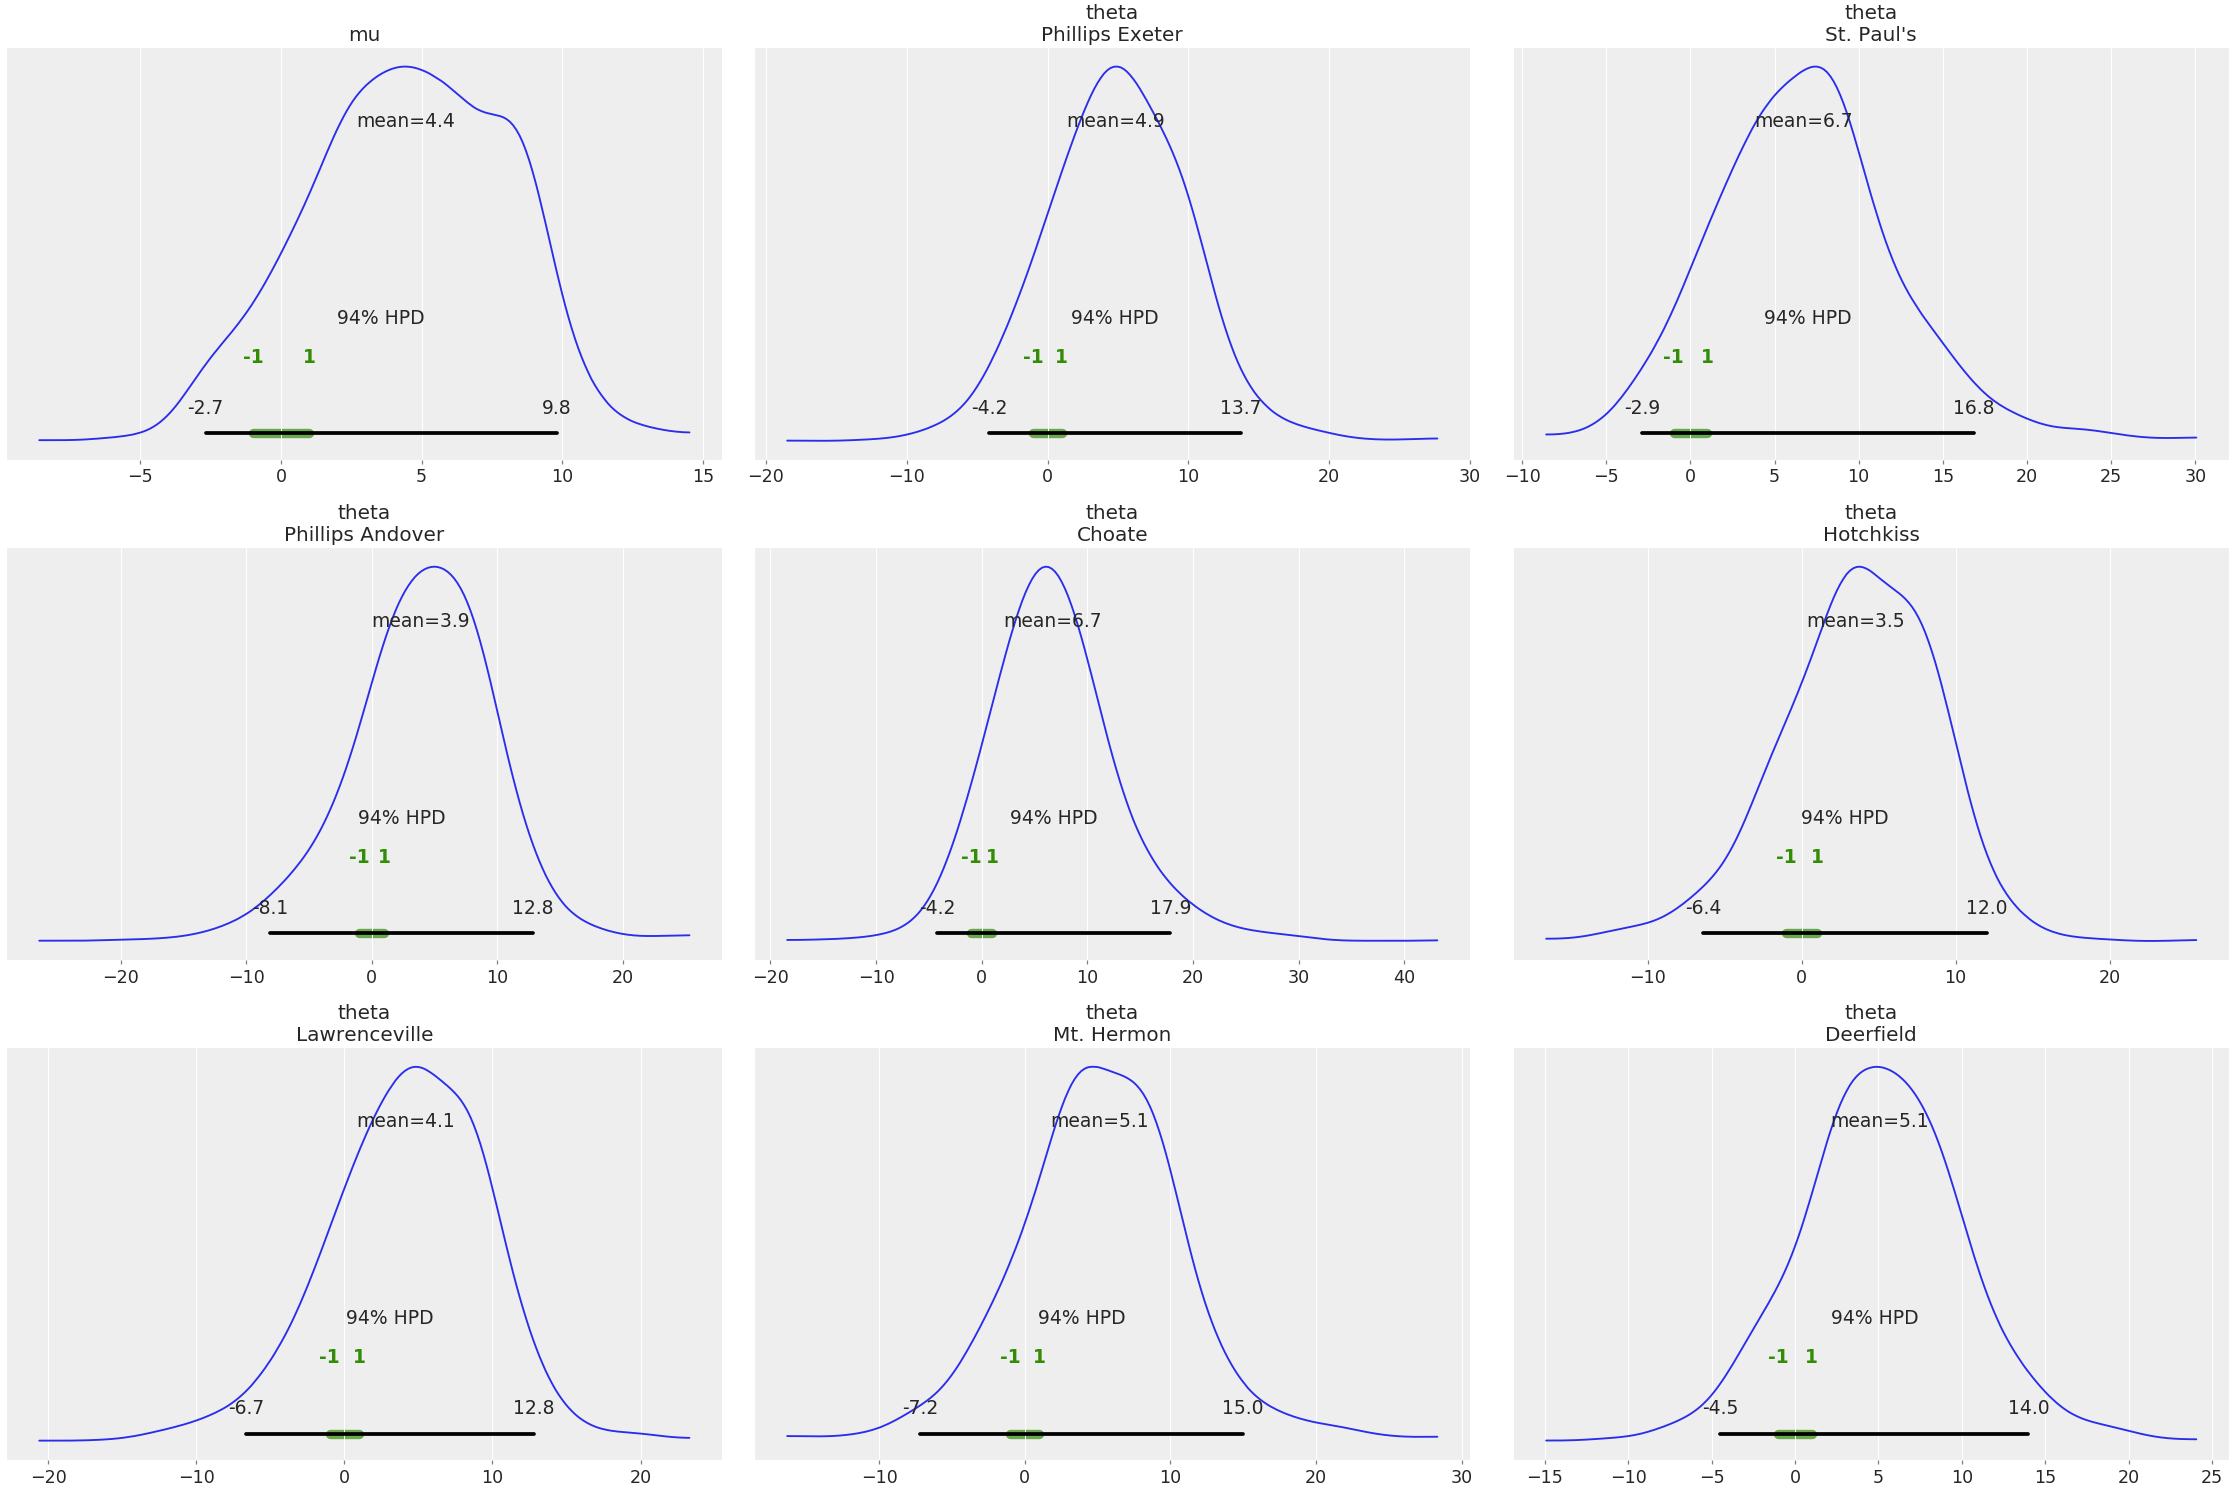 mu
mean=4.4
94% HPD
-1 1
-2.7 9.8
−5 0 5 10 15
theta
Phillips Exeter
mean=4.9
94% HPD
-1 1
-4.2 13.7
−20 −10 0 10 20 30
theta
St. Paul's
mean=6.7
94% HPD
-1 1
-2.9 16.8
−10 −5 0 5 10 15 20 25 30
theta
Phillips Andover
mean=3.9
94% HPD
-1 1
-8.1 12.8
−20 −10 0 10 20
theta
Choate
mean=6.7
94% HPD
-1 1
-4.2 17.9
−20 −10 0 10 20 30 40
theta
Hotchkiss
mean=3.5
94% HPD
-1 1
-6.4 12.0
−10 0 10 20
theta
Lawrenceville
mean=4.1
94% HPD
-1 1
-6.7 12.8
−20 −10 0 10 20
theta
Mt. Hermon
mean=5.1
94% HPD
-1 1
-7.2 15.0
−10 0 10 20 30
theta
Deerfield
mean=5.1
94% HPD
-1 1
-4.5 14.0
−15 −10 −5 0 5 10 15 20 25